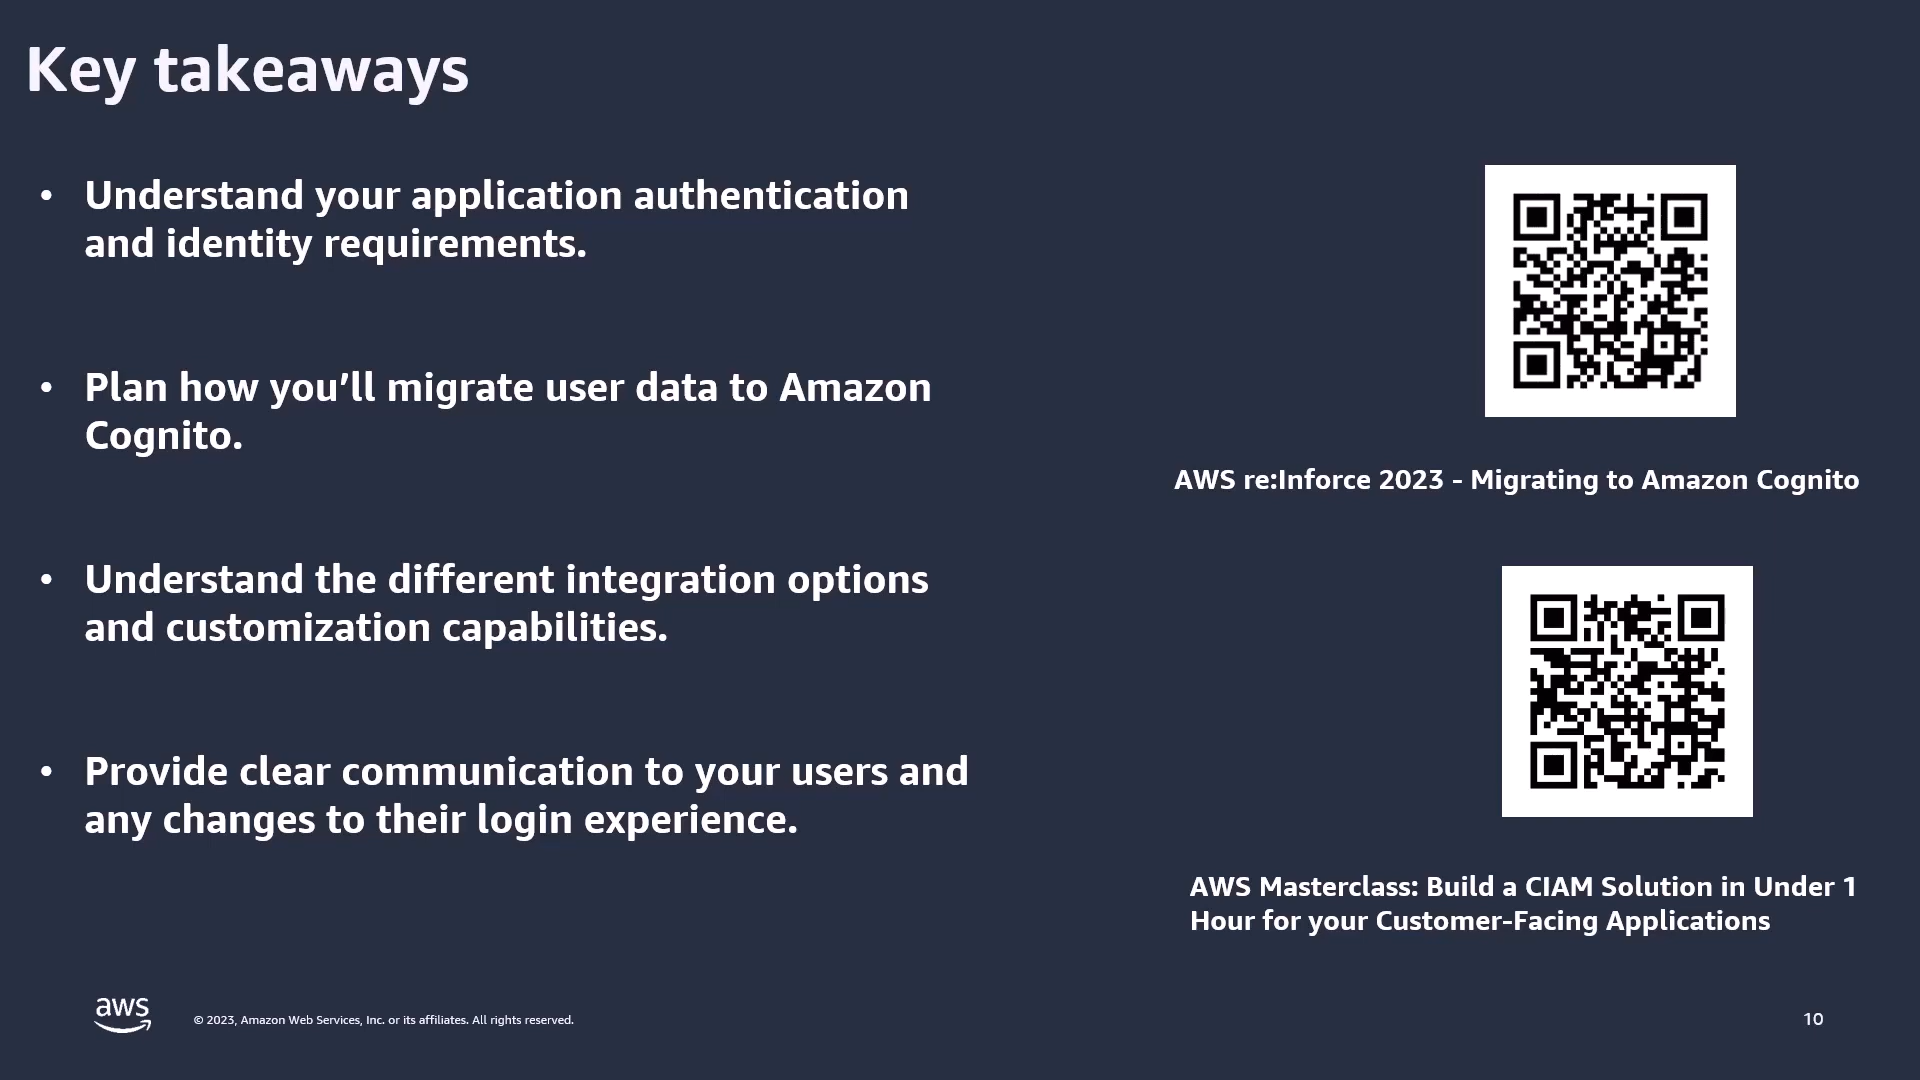 Key takeaways
• Understand your application authentication
and identity requirements.
• Plan how you’ll migrate user data to Amazon
Cognito.
• Understand the different integration options
and customization capabilities.
• Provide clear communication to your users and
any changes to their login experience.
AWS re:Inforce 2023 - Migrating to Amazon Cognito
AWS Masterclass: Build a CIAM Solution in Under 1
Hour for your Customer-Facing Applications
aws
© 2023, Amazon Web Services, Inc. or its affiliates. All rights reserved.
10